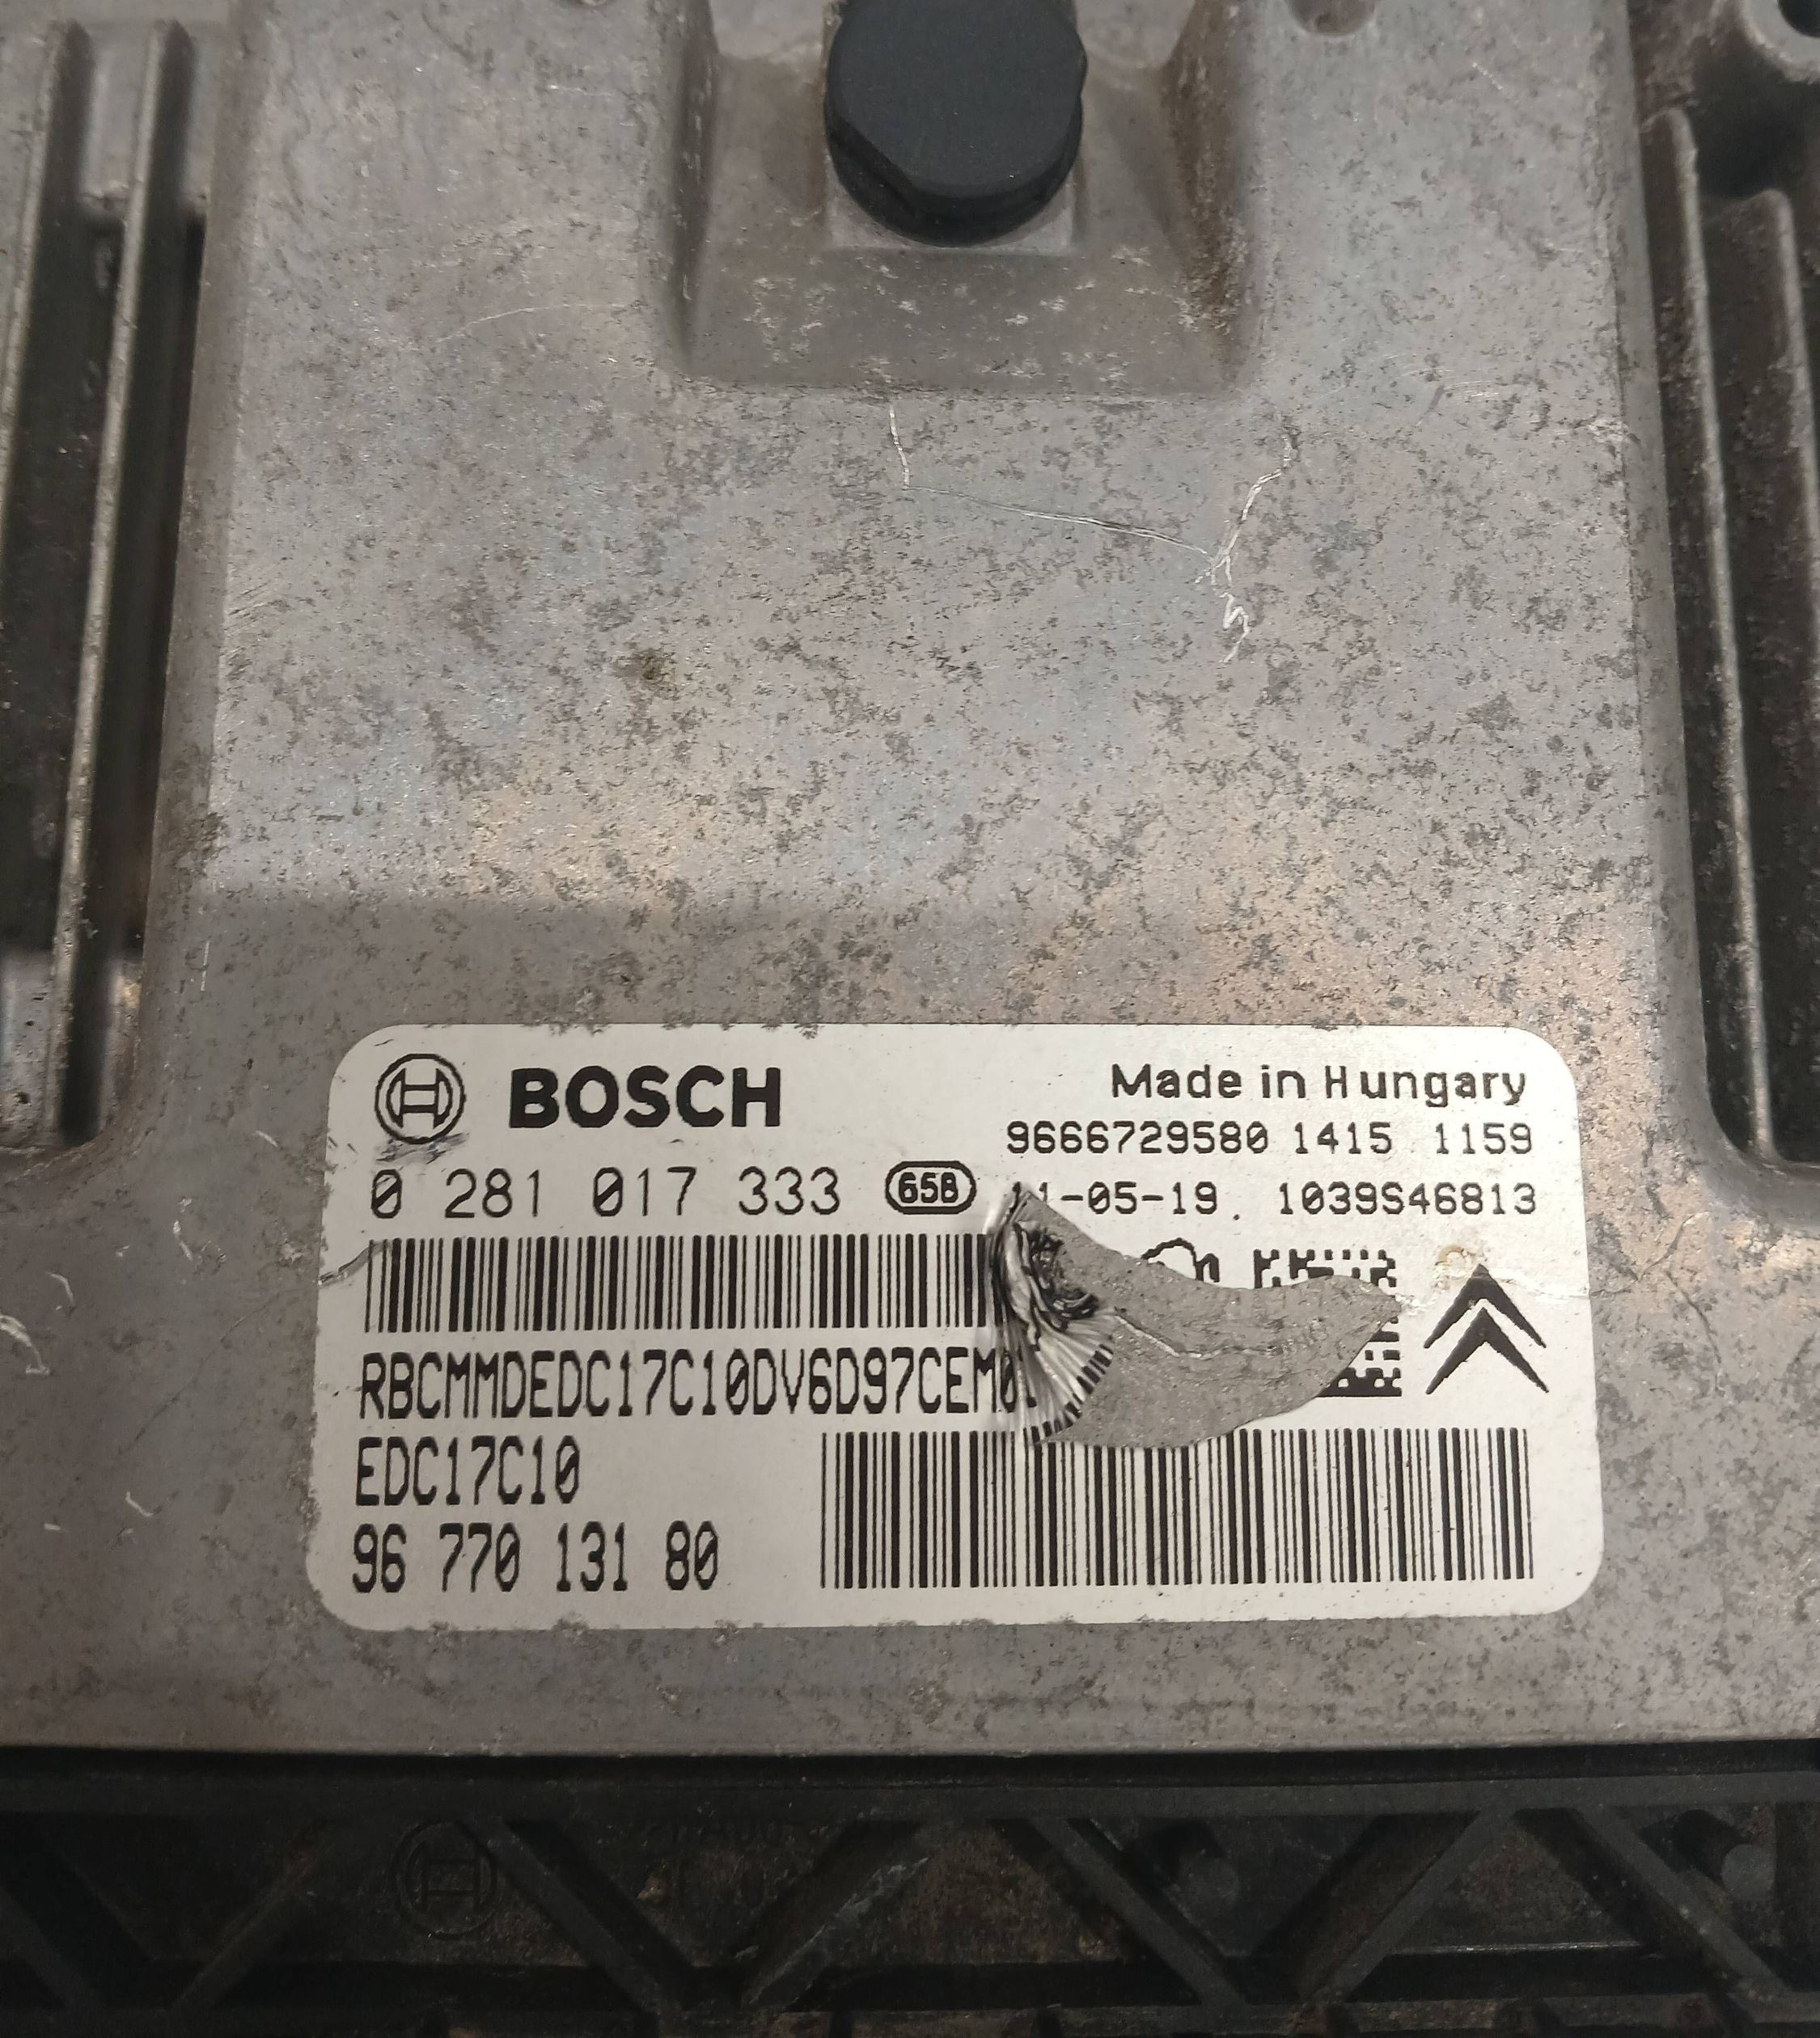 BOSCH
Made in Hungary
9666729580 1415 1159
0 281 017 333 658
-05-19. 1039S46813
RBCMMDEDC17C10DV6D97CEM0
EDC17C10
96 770 131 80